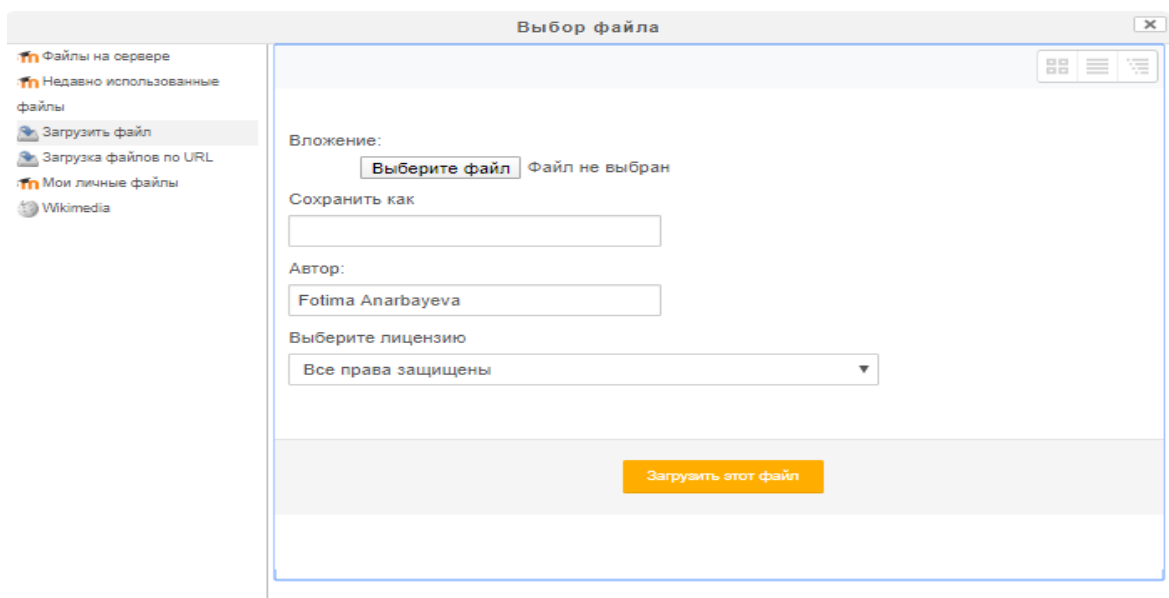 Выбор файла
Файлы на сервере
Недавно использованные
файлы
Загрузить файл
Загрузка файлов по URL
Мои личные файлы
Wikimedia
Вложение:
Выберите файл Файл не выбран
Сохранить как
Автор:
Fotima Anarbayeva
Выберите лицензию
Все права защищены
Загрузить этот файл